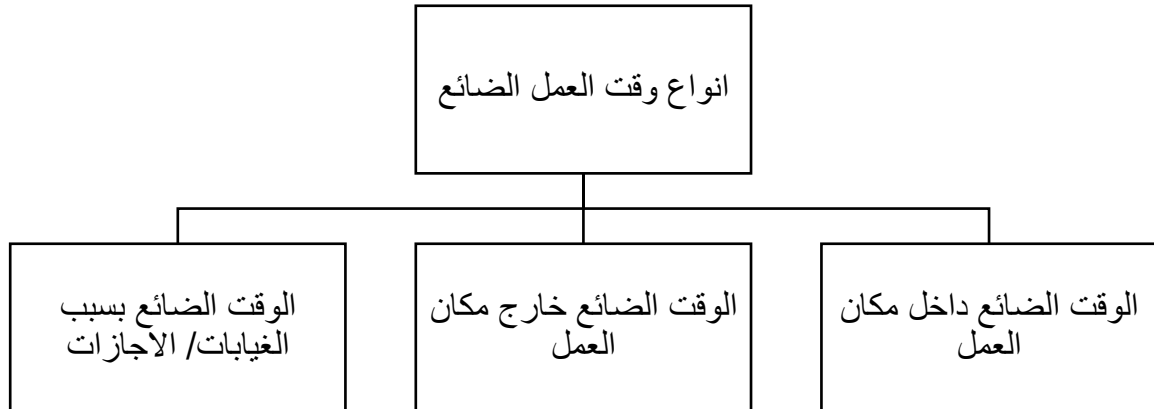 انواع وقت العمل الضائع
الوقت الضائع داخل مكان
العمل
الوقت الضائع خارج مكان
العمل
الوقت الضائع بسبب
الغيابات/ الاجازات